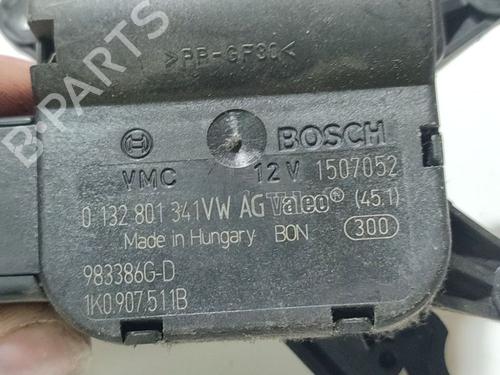 B-PARTS
>PP-GF30<
BOSCH
VMC 12V 1507052
0 132 801 341 VW AG Valeo® (45.1)
Made in Hungary BON 300
983386G-D
1K0.907.511B